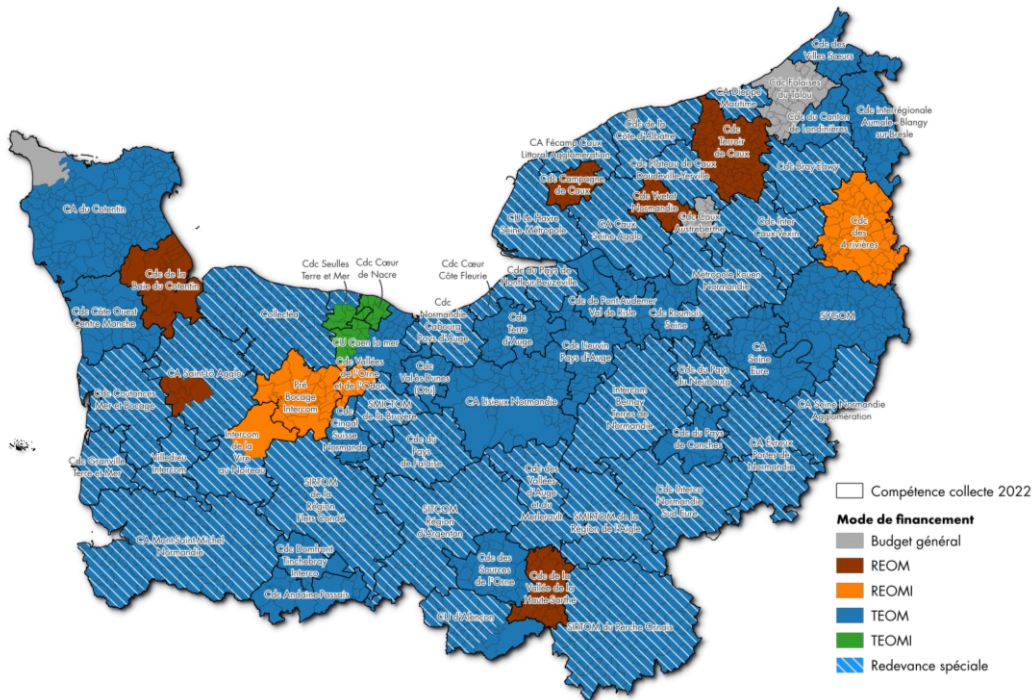 Cdc des
Villes Sœurs
Cdc Falaises
du Talou
CA Dieppe
Maritime
Cdc du Canton
de Londinières
Cdc interrégionale
Aumale - Blangy
sur Bresle
Cdc de la
Côte d'Albâtre
Cdc
Terroir
de Caux
CA Fécamp Caux
Littoral Agglomération
Cdc Plateau de Caux
Doudeville-Yerville
Cdc Bray-Eawy
Cdc Campagne
de Caux
Cdc Yvetot
Normandie
CU Le Havre
Seine Métropole
CA Caux
Seine Agglo
Cdc Caux
Austreberthe
Cdc Inter
Caux-Vexin
Cdc
des
4 rivières
CA du Cotentin
Cdc de la
Baie du Cotentin
Cdc Seulles
Terre et Mer
Cdc Cœur
de Nacre
Cdc Cœur
Côte Fleurie
Cdc du Pays de
Honfleur-Beuzeville
Métropole Rouen
Normandie
Cdc Côte Ouest
Centre Manche
Collectéa
Cdc
Normandie
Cabourg
Pays d'Auge
Cdc de Pont-Audemer
Val de Risle
Cdc Roumois
Seine
SYGOM
CU Caen la mer
Cdc
Terre
d'Auge
Cdc Lieuvin
Pays d'Auge
CA
Seine
Eure
Cdc Vallées
de l'Orne
et de l'Odon
Cdc
Val-ès-Dunes
(Citri)
CA Saint-Lô Agglo
Pré
Bocage
Intercom
Cdc du Pays
du Neubourg
Cdc Coutances
Mer et Bocage
SMICTOM
de la Bruyère
CA Lisieux Normandie
Intercom
Bernay
Terres de
Normandie
CA Seine Normandie
Agglomération
Cdc
Cingal
Suisse
Normande
Intercom
de la
Vire
au Noireau
Cdc du
Pays
de Falaise
Cdc du Pays
de Conches
CA Évreux
Portes de
Normandie
Cdc Granville
Terre et Mer
Villedieu
Intercom
SIRTOM
de la
Région
Flers Condé
Cdc des
Vallées
d'Auge
et du
Merlerault
Cdc Interco
Normandie
Sud Eure
SITCOM
Région
d'Argentan
SMIRTOM de la
Région de l'Aigle
CA Mont-Saint-Michel
Normandie
Cdc Domfront
Tinchebray
Interco
Cdc des
Sources
de l'Orne
Cdc de la
Vallée de la
Haute-Sarthe
Cdc Andaine-Passais
CU d'Alençon
SIRTOM du Perche Ornais
Compétence collecte 2022
Mode de financement
Budget général
REOM
REOMI
TEOM
TEOMI
Redevance spéciale